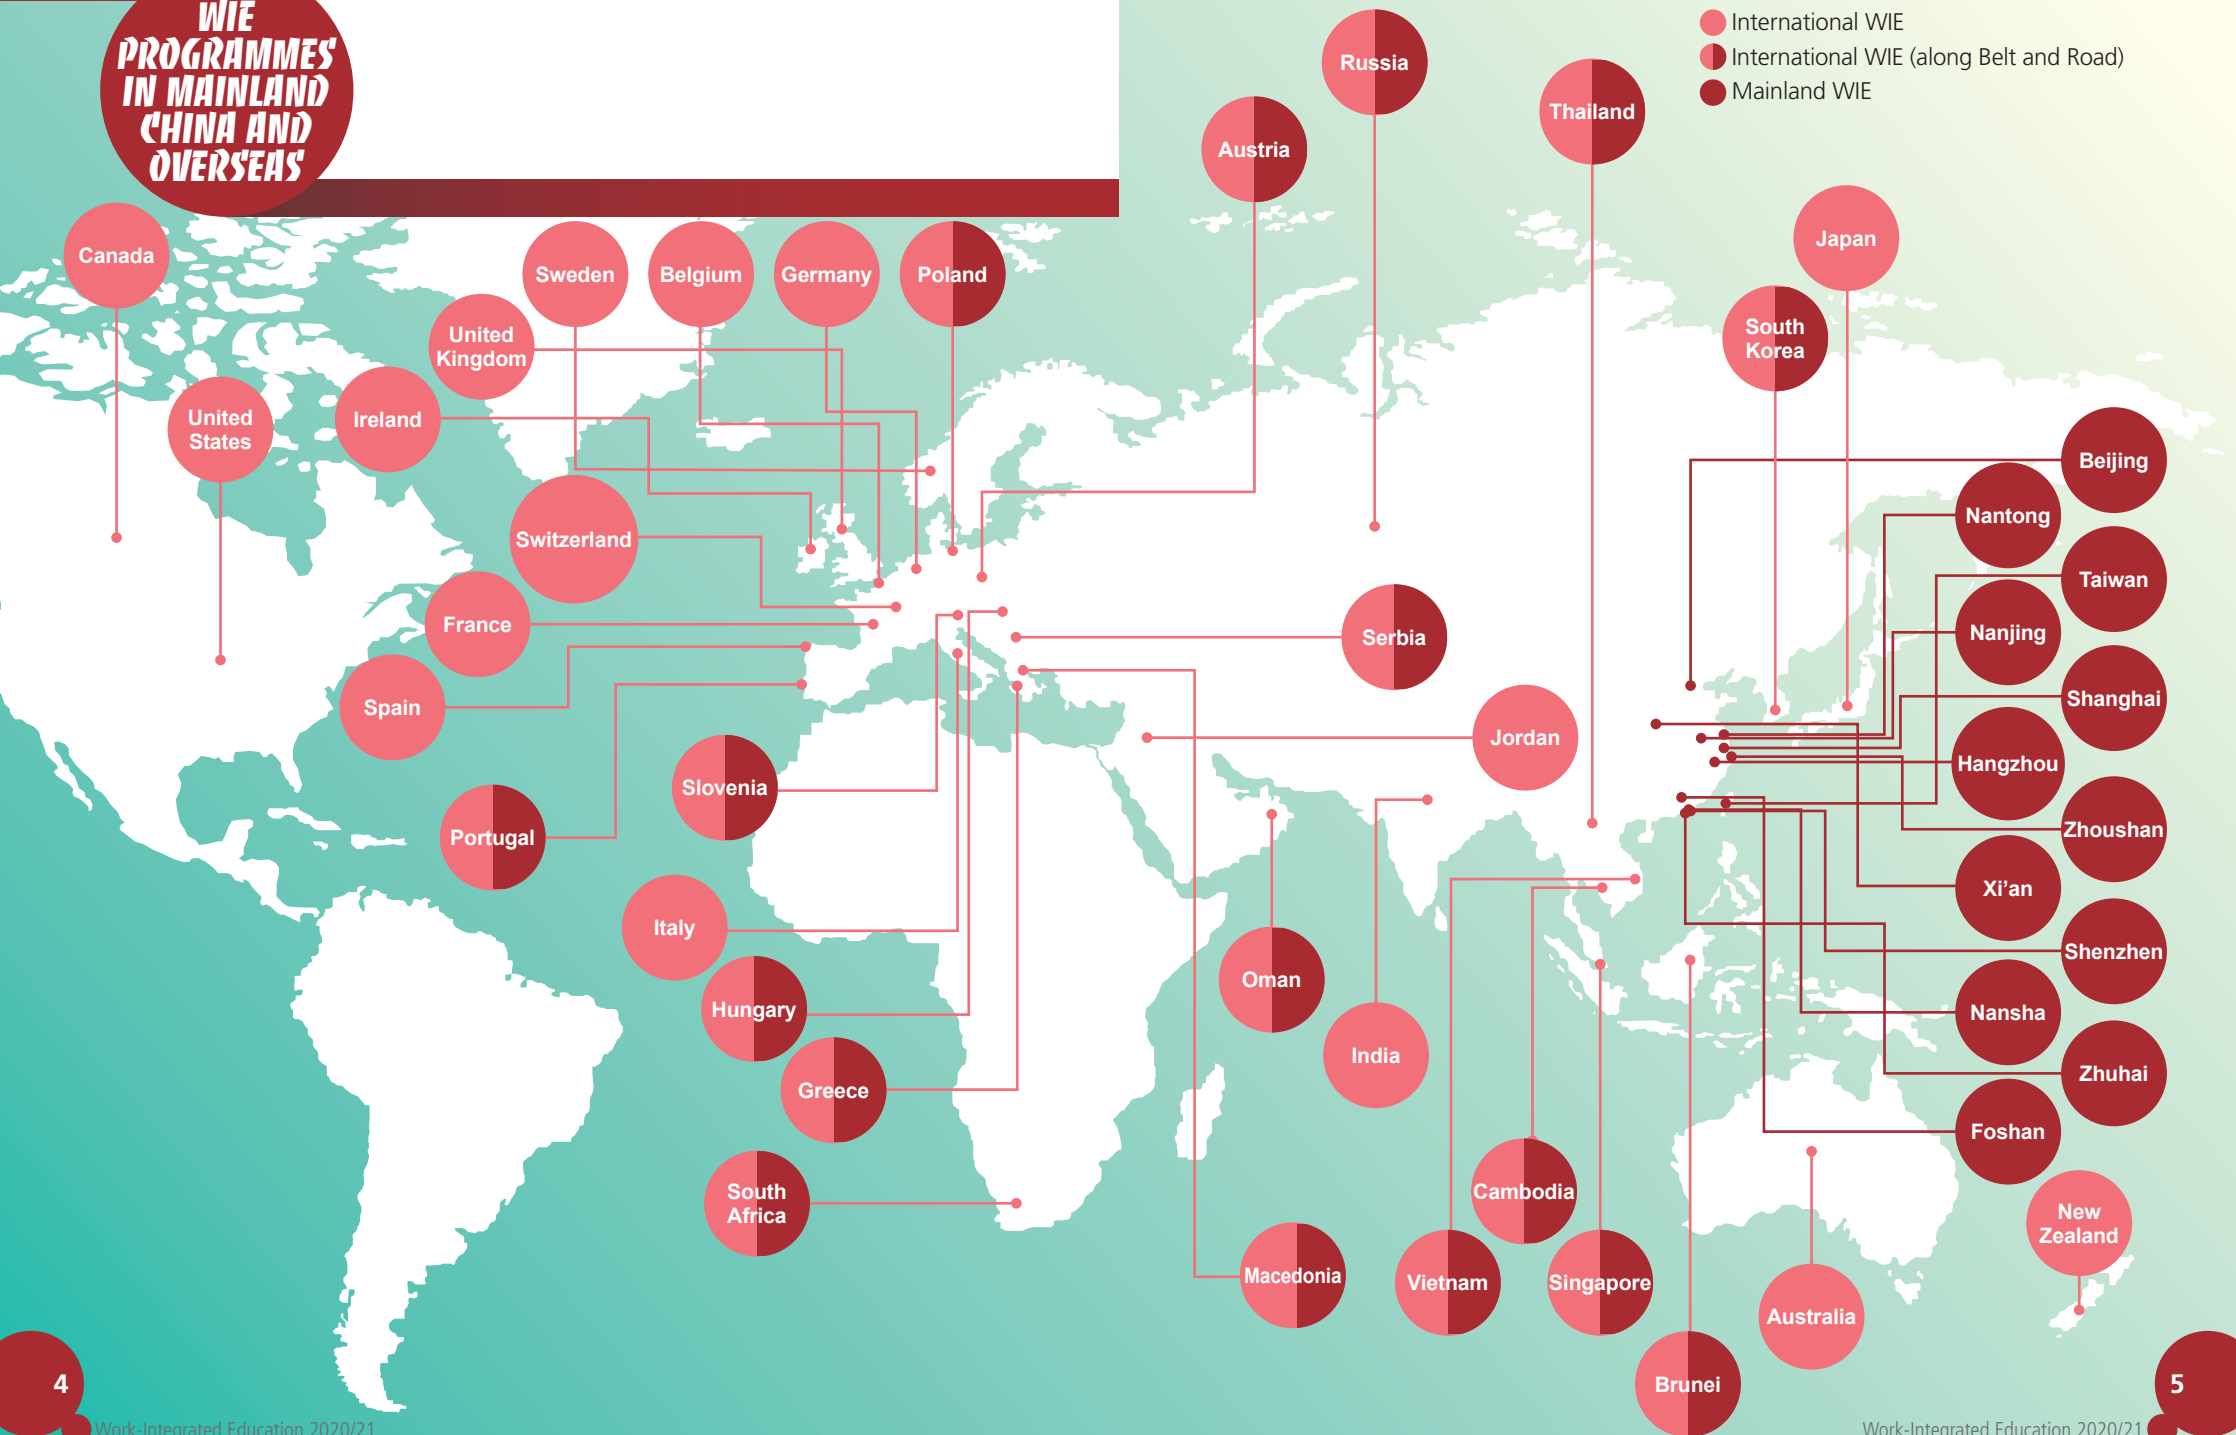 WIE
PROGRAMMES
IN MAINLAND
CHINA AND
OVERSEAS
International WIE
International WIE (along Belt and Road)
Mainland WIE
Russia
Thailand
Austria
Japan
Canada
Sweden
Belgium
Germany
Poland
United
Kingdom
South
Korea
United
States
Ireland
Beijing
Nantong
Switzerland
Taiwan
France
Serbia
Nanjing
Spain
Shanghai
Jordan
Hangzhou
Slovenia
Portugal
Zhoushan
Xi’an
Italy
Shenzhen
Oman
Hungary
Nansha
India
Greece
Zhuhai
Foshan
South
Africa
Cambodia
New
Zealand
Macedonia
Vietnam
Singapore
Australia
Brunei
4
Work-Integrated Education 2020/21
5
Work-Integrated Education 2020/21